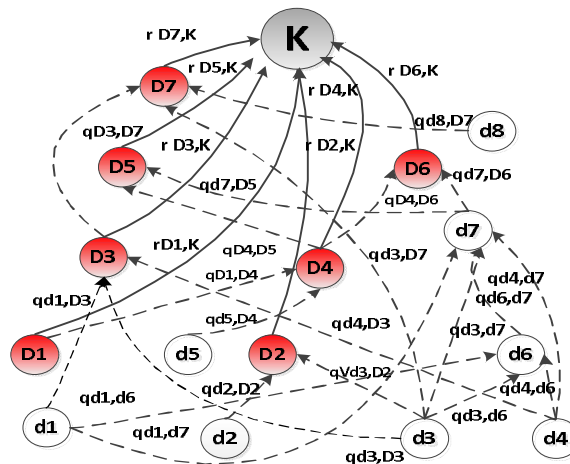 K
r D7,K
r D5,K
r D6,K
D7
r D4,K
qD3,D7
qd8,D7
d8
r D3,K
r D2,K
D5
D6
qd7,D5
qd7,D6
qD4,D6
d7
rD1,K
qD4,D5
qd3,D7
D3
D4
qD1,D4
qd4,d7
qd1,D3
qd6,d7
qd5,D4
qd4,D3
qd3,d7
D1
d5
D2
d6
qVd3,D2
qd2,D2
qd4,d6
qd1,d6
qd3,d6
d1
qd1,d7
d2
d3
d4
qd3,D3